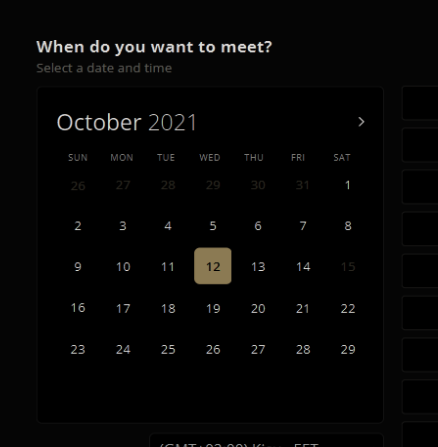 When do you want to meet?
Select a date and time
October 2021
SUN MON TUE WED THU FRI SAT
26 27 28 29 30 31 1
2 3 4 5 6 7 8
9 10 11 12 13 14 15
16 17 18 19 20 21 22
23 24 25 26 27 28 29